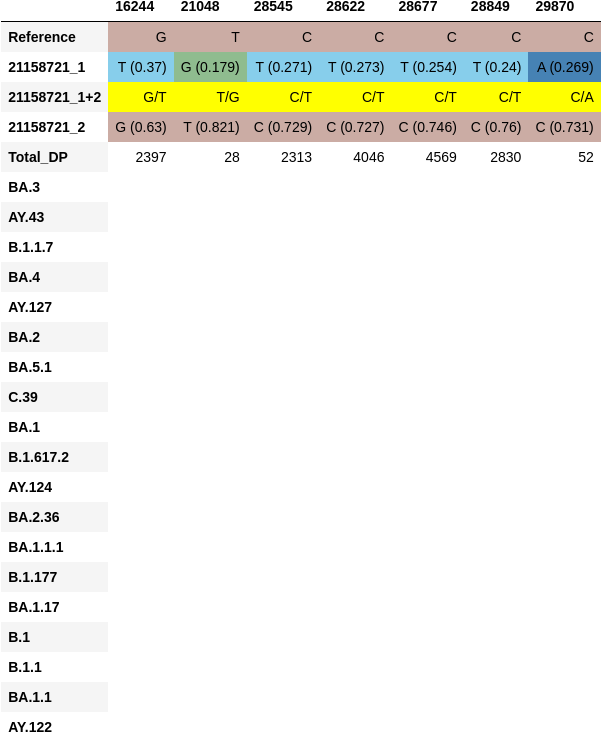 16244 21048 28545 28622 28677 28849 29870
Reference G T C C C C C
21158721_1 T (0.37) G (0.179) T (0.271) T (0.273) T (0.254) T (0.24) A (0.269)
21158721_1+2 G/T T/G C/T C/T C/T C/T C/A
21158721_2 G (0.63) T (0.821) C (0.729) C (0.727) C (0.746) C (0.76) C (0.731)
Total_DP 2397 28 2313 4046 4569 2830 52
BA.3
AY.43
B.1.1.7
BA.4
AY.127
BA.2
BA.5.1
C.39
BA.1
B.1.617.2
AY.124
BA.2.36
BA.1.1.1
B.1.177
BA.1.17
B.1
B.1.1
BA.1.1
AY.122